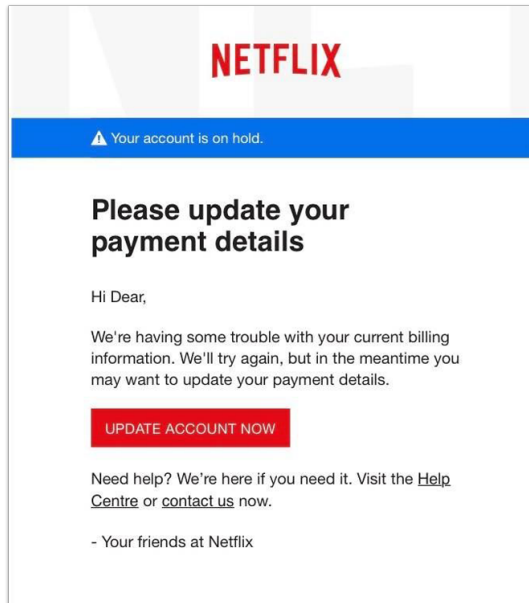 NETFLIX
Your account is on hold.
Please update your
payment details
Hi Dear,
We're having some trouble with your current billing
information. We'll try again, but in the meantime you
may want to update your payment details.
UPDATE ACCOUNT NOW
Need help? We’re here if you need it. Visit the Help
Centre or contact us now.
- Your friends at Netflix